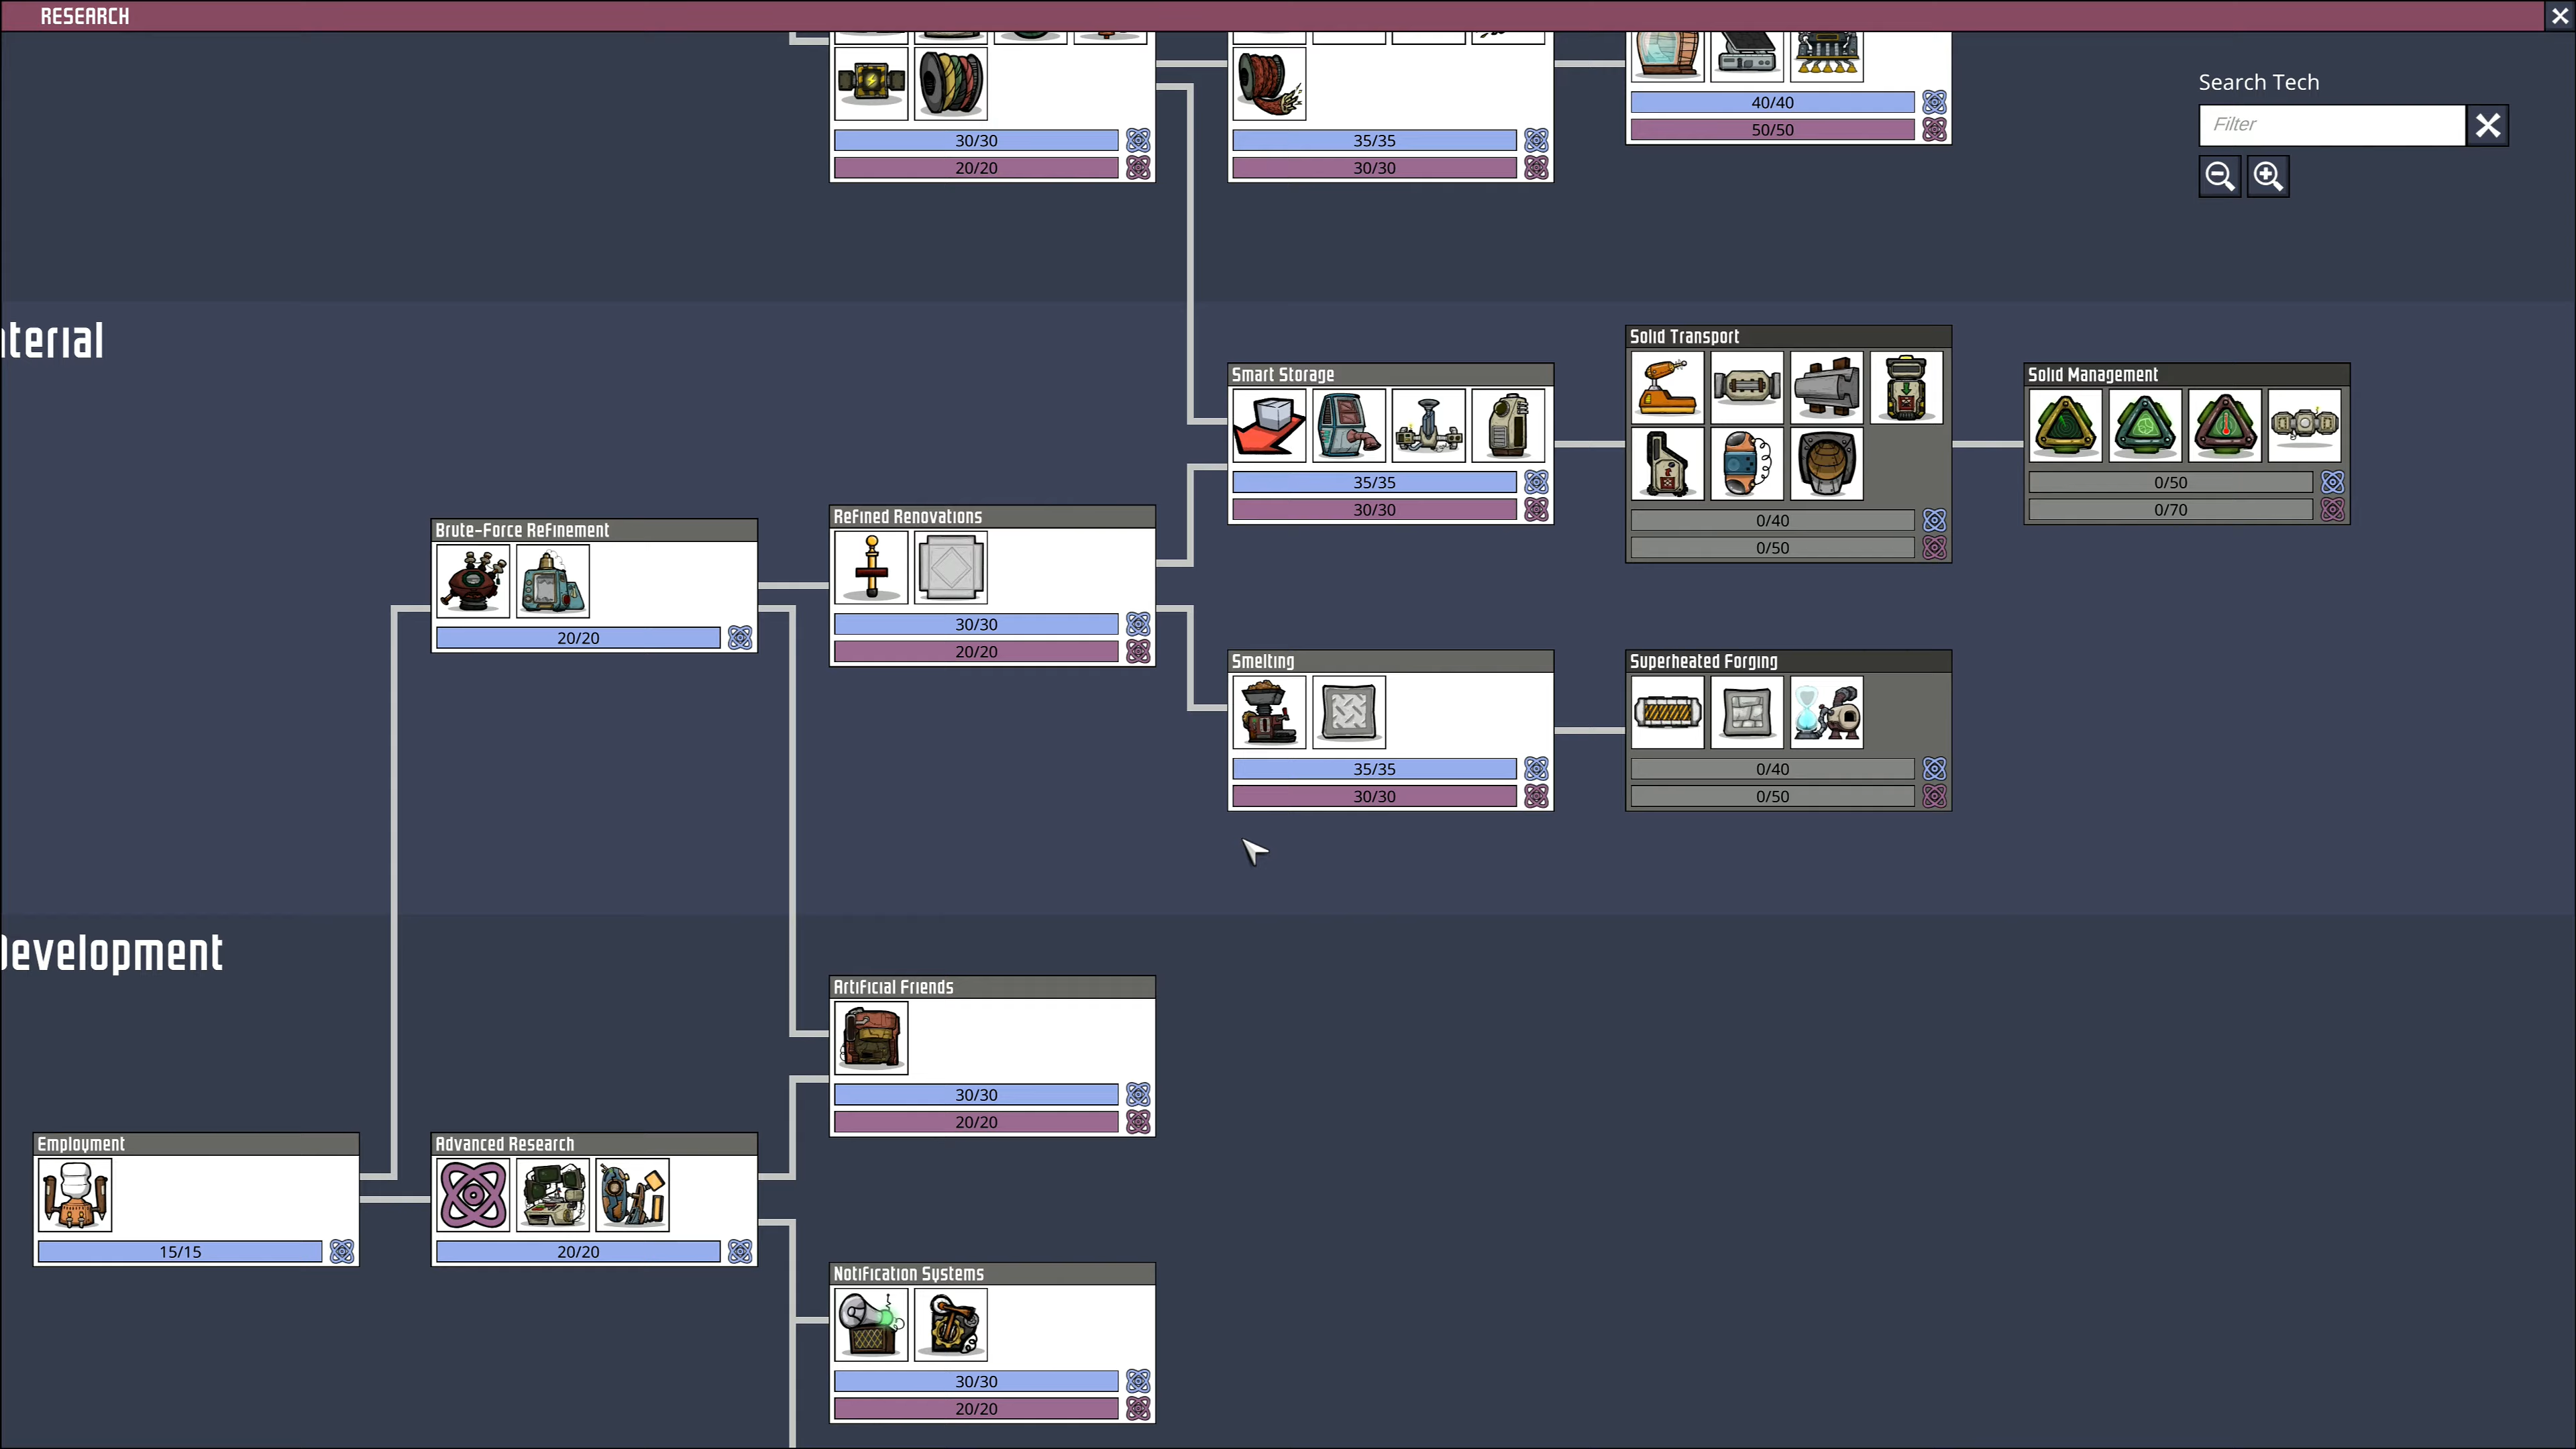 RESEARCH
Search Tech
Filter
40/40
50/50
30/30
20/20
35/35
30/30
terial
Solid Transport
0/40
0/50
Smart Storage
35/35
30/30
Solid Management
0/50
0/70
Brute-Force Refinement
20/20
Refined Renovations
30/30
20/20
Smelting
35/35
30/30
Superheated Forging
0/40
0/50
Development
Artificial Friends
30/30
20/20
Employment
15/15
Advanced Research
20/20
Notification Systems
30/30
20/20